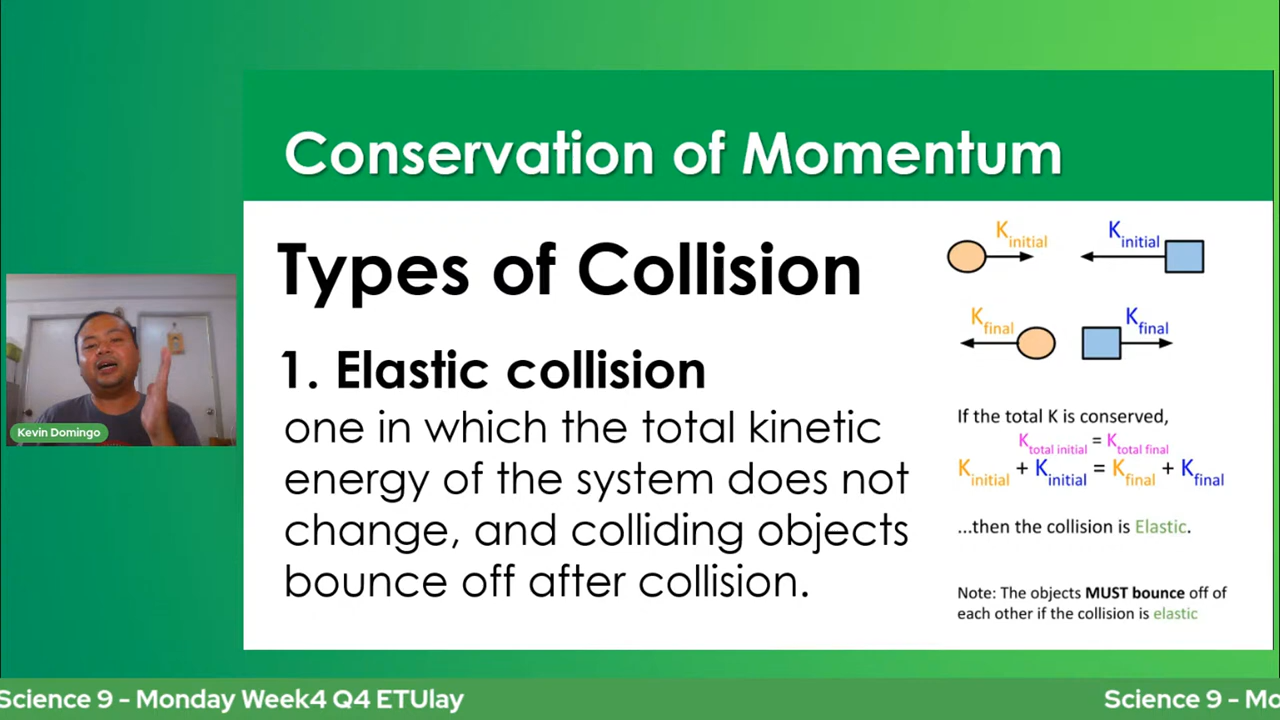 Conservation of Momentum
Types of Collision
1. Elastic collision
one in which the total kinetic
energy of the system does not
change, and colliding objects
bounce off after collision.
K initial K initial
K final K final
If the total K is conserved,
K total initial = K total final
K initial + K initial = K final + K final
...then the collision is Elastic.
Note: The objects MUST bounce off of
each other if the collision is elastic
Kevin Domingo
Science 9 - Monday Week4 Q4 ETUlay Science 9 - Mo